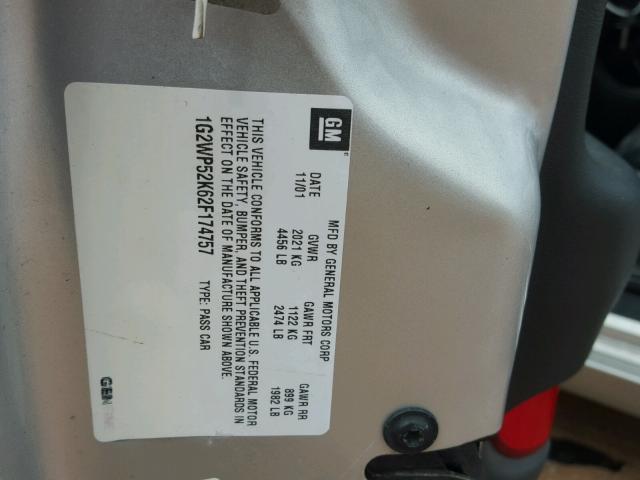 GM
MFD BY GENERAL MOTORS CORP
DATE GVWR GAWR FRT GAWR RR
11/01 2021 KG 1122 KG 899 KG
4456 LB 2474 LB 1982 LB
THIS VEHICLE CONFORMS TO ALL APPLICABLE U.S. FEDERAL MOTOR
VEHICLE SAFETY, BUMPER, AND THEFT PREVENTION STANDARDS IN
EFFECT ON THE DATE OF MANUFACTURE SHOWN ABOVE.
1G2WP52K62F174757 TYPE: PASS CAR